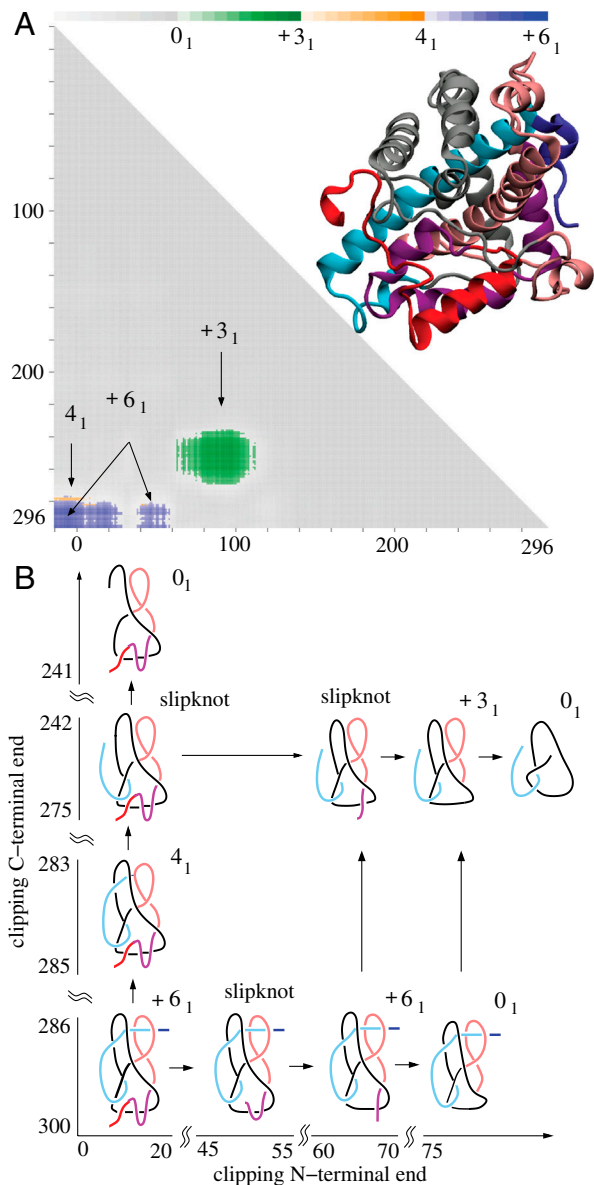 A
0₁ +3₁ 4₁ +6₁
100
+3₁
200
4₁ +6₁
296
0 100 200 296
B
0₁
241
slipknot
242
slipknot +3₁ 0₁
275
283
4₁
285
slipknot
+6₁ +6₁ 0₁
286
300
0 20 45 55 60 70 75
clipping C–terminal end
clipping N–terminal end